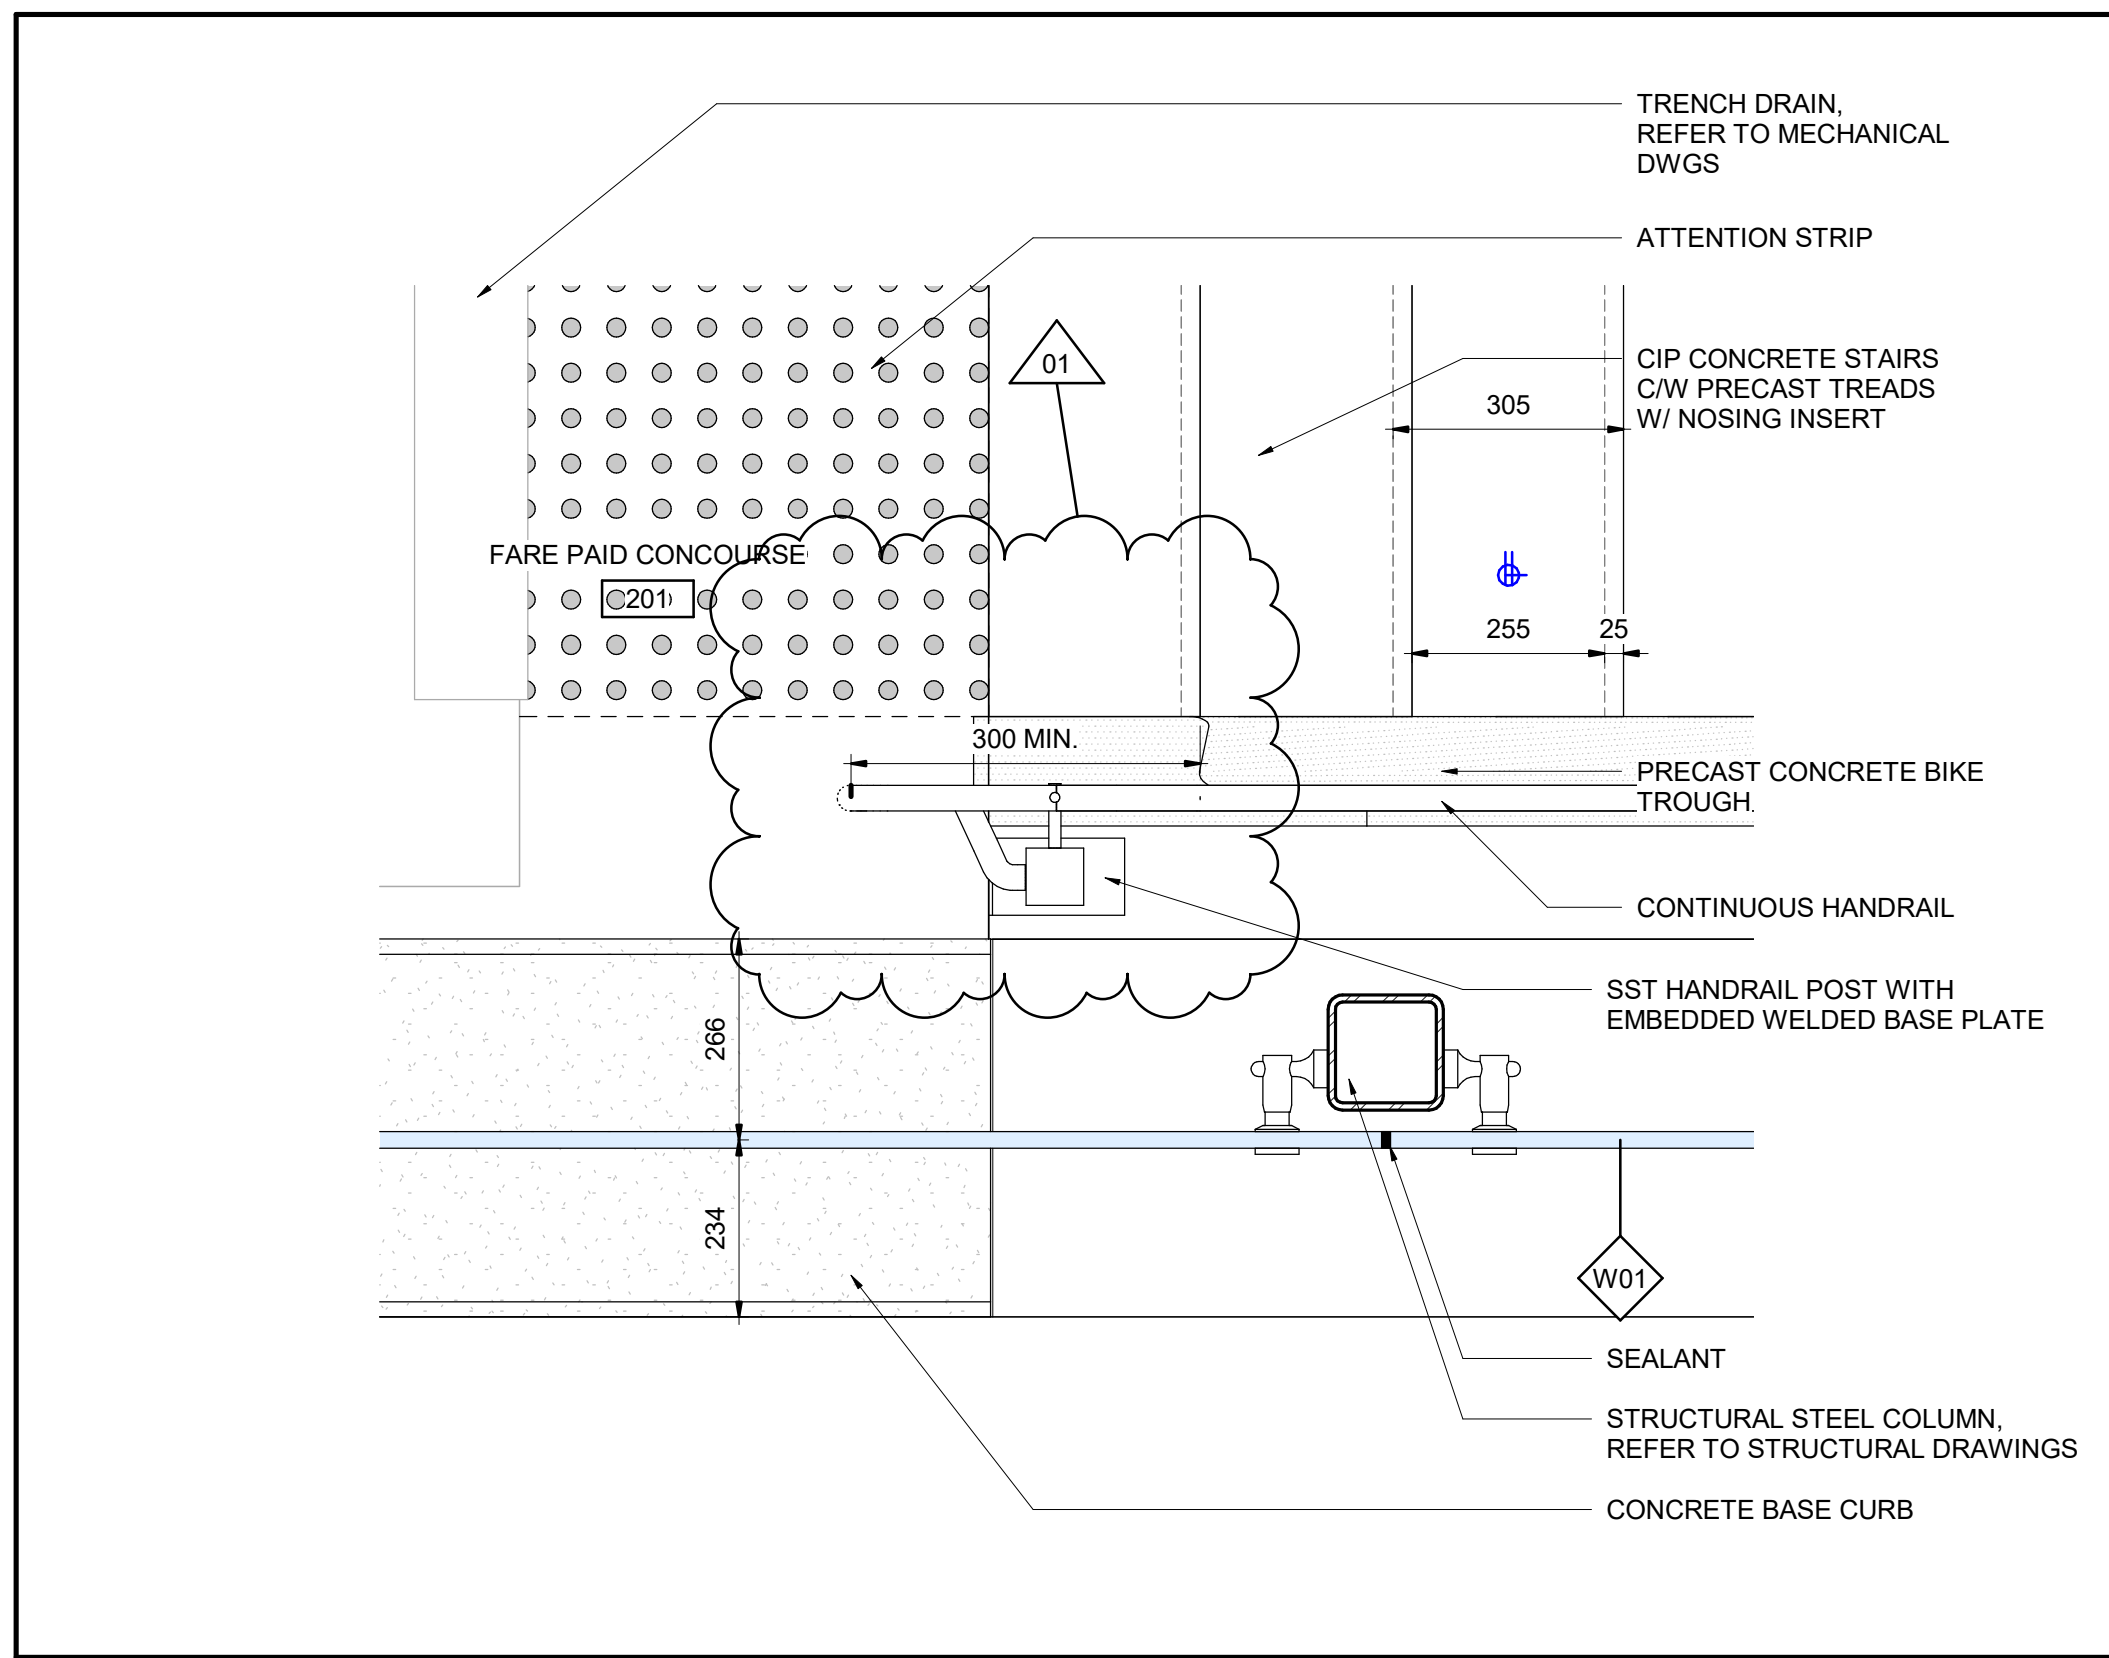 TRENCH DRAIN,
REFER TO MECHANICAL
DWGS
ATTENTION STRIP
01
CIP CONCRETE STAIRS
C/W PRECAST TREADS
W/ NOSING INSERT
305
FARE PAID CONCOURSE
201
255
25
300 MIN.
PRECAST CONCRETE BIKE
TROUGH
CONTINUOUS HANDRAIL
SST HANDRAIL POST WITH
EMBEDDED WELDED BASE PLATE
266
234
W01
SEALANT
STRUCTURAL STEEL COLUMN,
REFER TO STRUCTURAL DRAWINGS
CONCRETE BASE CURB